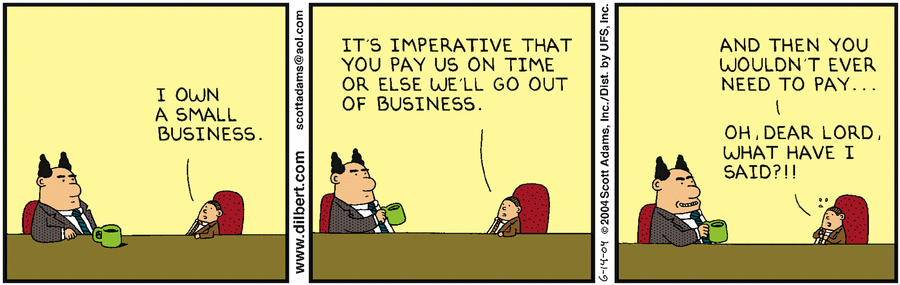 I OWN
A SMALL
BUSINESS.
www.dilbert.com scottadams@aol.com
IT'S IMPERATIVE THAT
YOU PAY US ON TIME
OR ELSE WE'LL GO OUT
OF BUSINESS.
6-14-04 ©2004 Scott Adams, Inc./Dist. by UFS, Inc.
AND THEN YOU
WOULDN'T EVER
NEED TO PAY...
OH, DEAR LORD,
WHAT HAVE I
SAID?!!